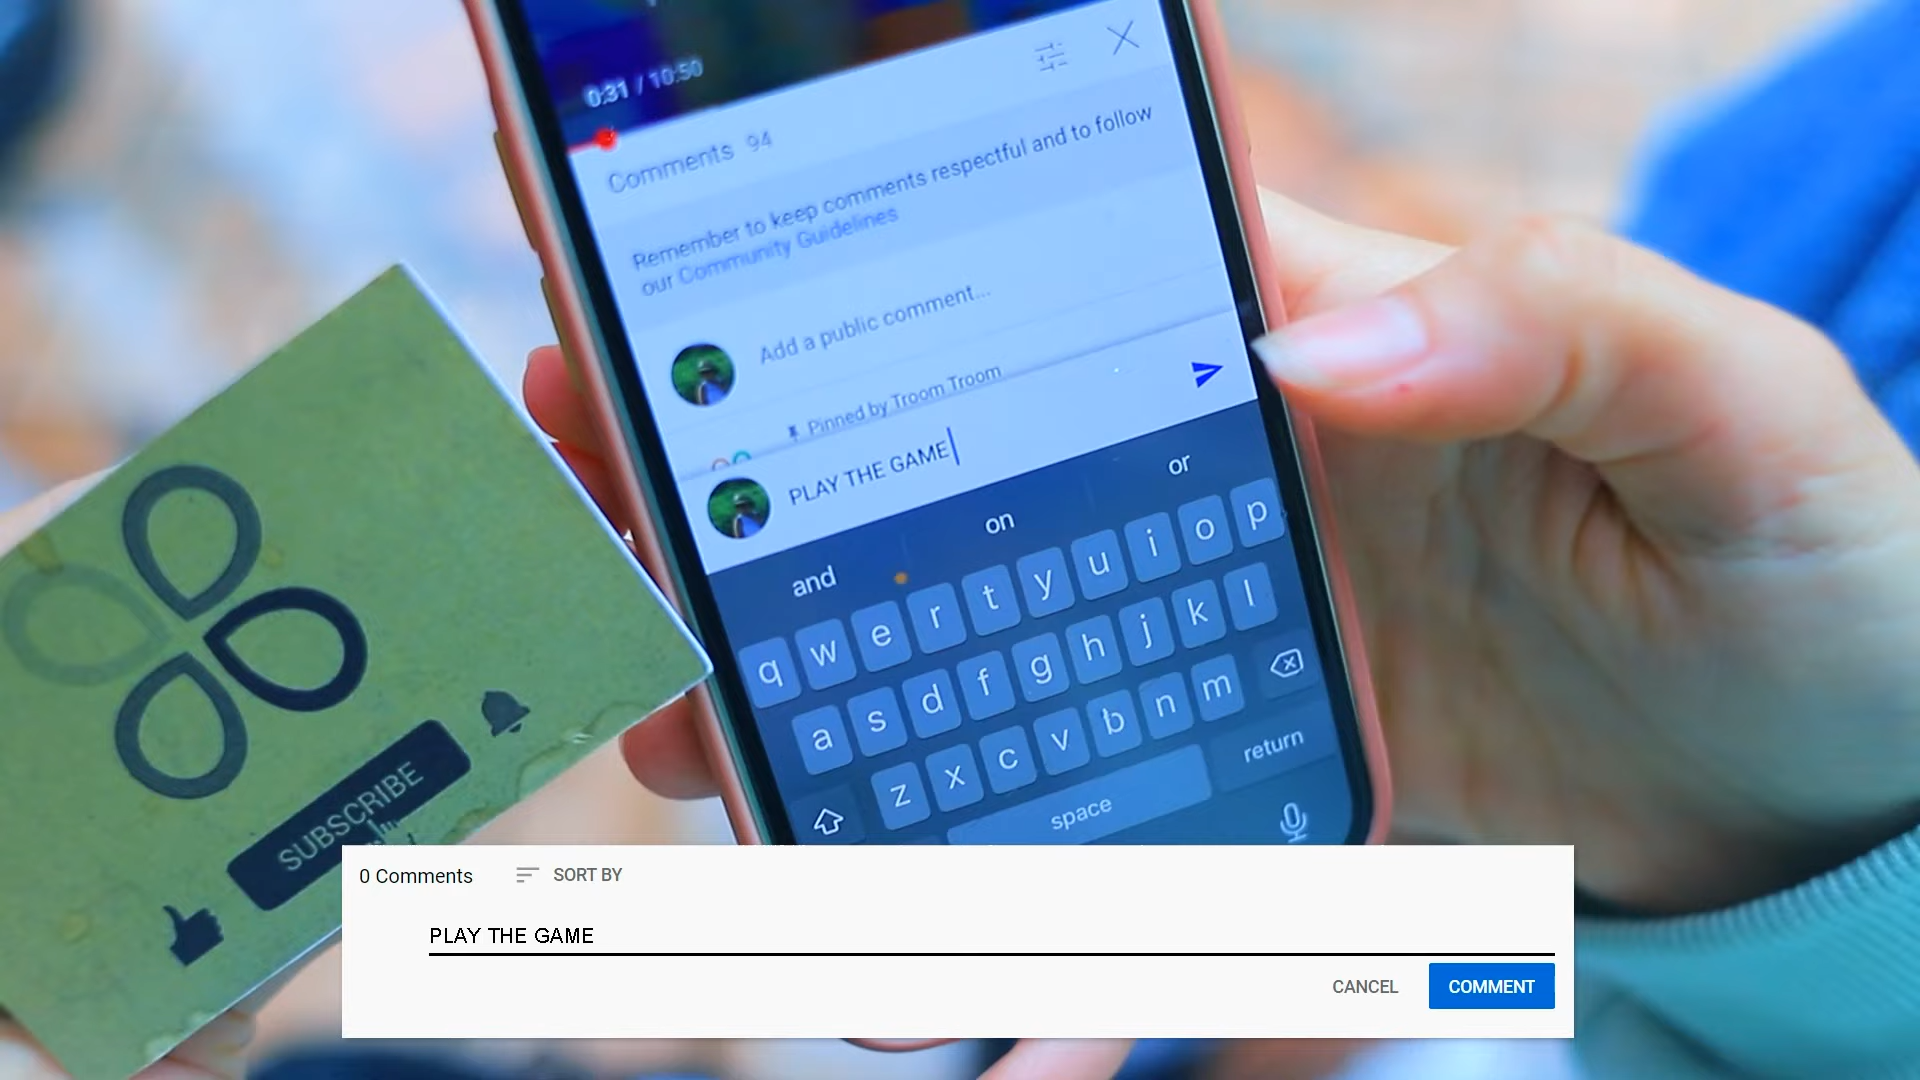 0:31 / 10:50
Comments 94
Remember to keep comments respectful and to follow
our Community Guidelines
Add a public comment...
Pinned by Troom Troom
PLAY THE GAME
and on or
q w e r t y u i o p
a s d f g h j k l
z x c v b n m
space return
SUBSCRIBE
0 Comments SORT BY
PLAY THE GAME
CANCEL COMMENT